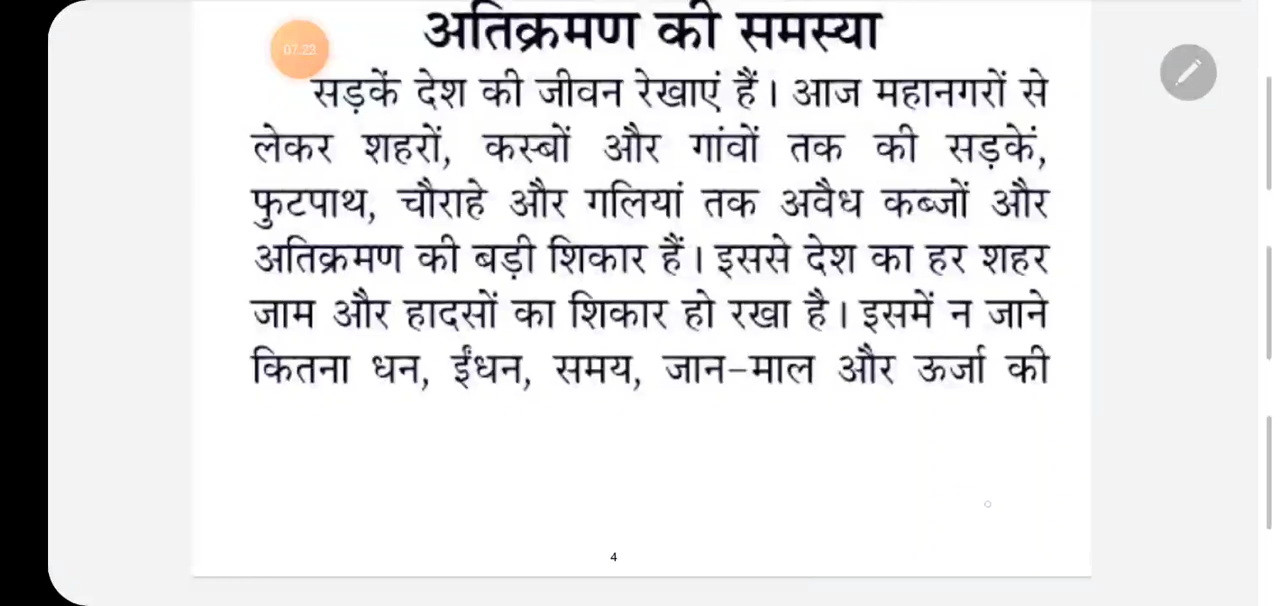 अतिक्रमण की समस्या
07:23
सड़कें देश की जीवन रेखाएं हैं। आज महानगरों से
लेकर शहरों, कस्बों और गांवों तक की सड़कें,
फुटपाथ, चौराहे और गलियां तक अवैध कब्जों और
अतिक्रमण की बड़ी शिकार हैं। इससे देश का हर शहर
जाम और हादसों का शिकार हो रखा है। इसमें न जाने
कितना धन, ईंधन, समय, जान-माल और ऊर्जा की
4